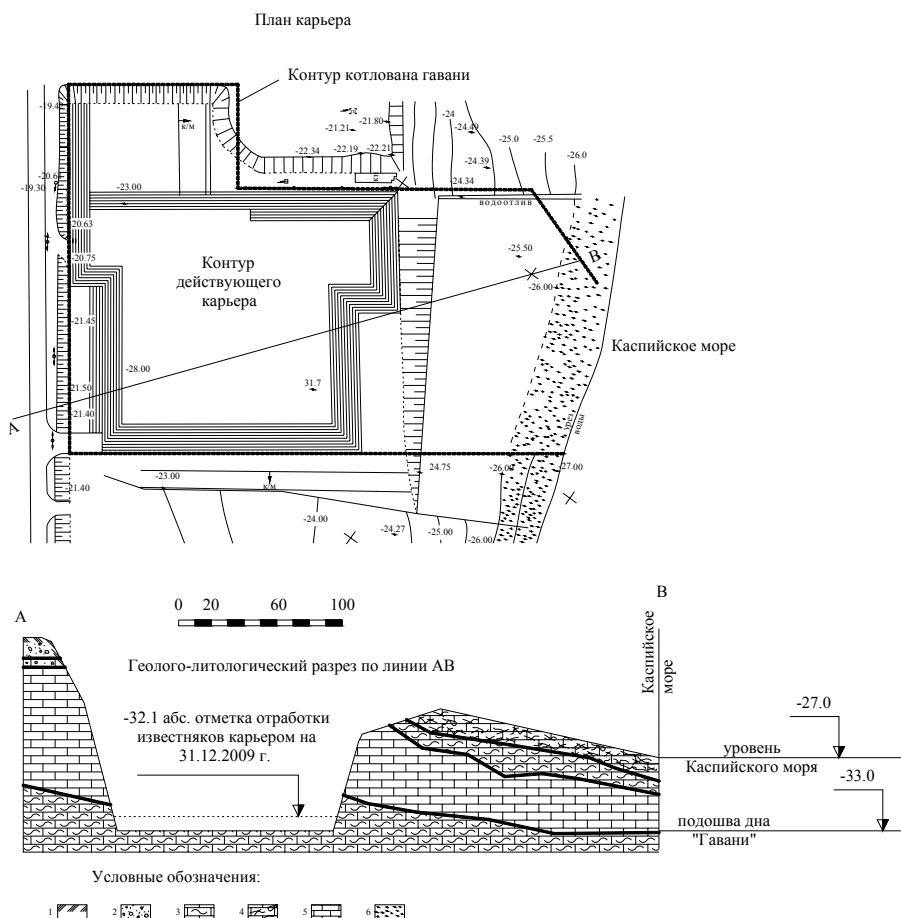 План карьера
Контур котлована гавани
-19.4
к/м
-21.80
-21.21
-24
-24.49
-25.0
-25.5
-26.0
-22.34
-22.19
-22.21
-24.39
-24.34
-20.6
-19.30
-23.00
КН
водоотлив
-20.63
-20.75
Контур
действующего
карьера
-25.50
В
-26.00
-21.45
Каспийское море
-28.00
31.7
-21.50
-21.40
А
урез
воды
-23.00
к/м
24.75
-26.00
-27.00
-21.40
-24.00
-24,27
-25.00
-26.00
А
В
0 20 60 100
Каспийское
море
Геолого-литологический разрез по линии АВ
-32.1 абс. отметка отработки
известняков карьером на
31.12.2009 г.
-27.0
уровень
Каспийского моря
-33.0
подошва дна
"Гавани"
Условные обозначения:
1 2 3 4 5 6